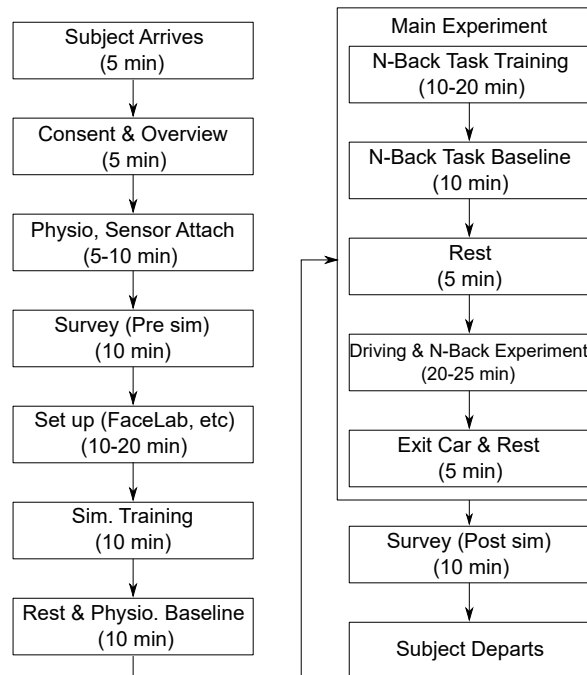 Subject Arrives
(5 min)
Consent & Overview
(5 min)
Physio, Sensor Attach
(5-10 min)
Survey (Pre sim)
(10 min)
Set up (FaceLab, etc)
(10-20 min)
Sim. Training
(10 min)
Rest & Physio. Baseline
(10 min)
Main Experiment
N-Back Task Training
(10-20 min)
N-Back Task Baseline
(10 min)
Rest
(5 min)
Driving & N-Back Experiment
(20-25 min)
Exit Car & Rest
(5 min)
Survey (Post sim)
(10 min)
Subject Departs